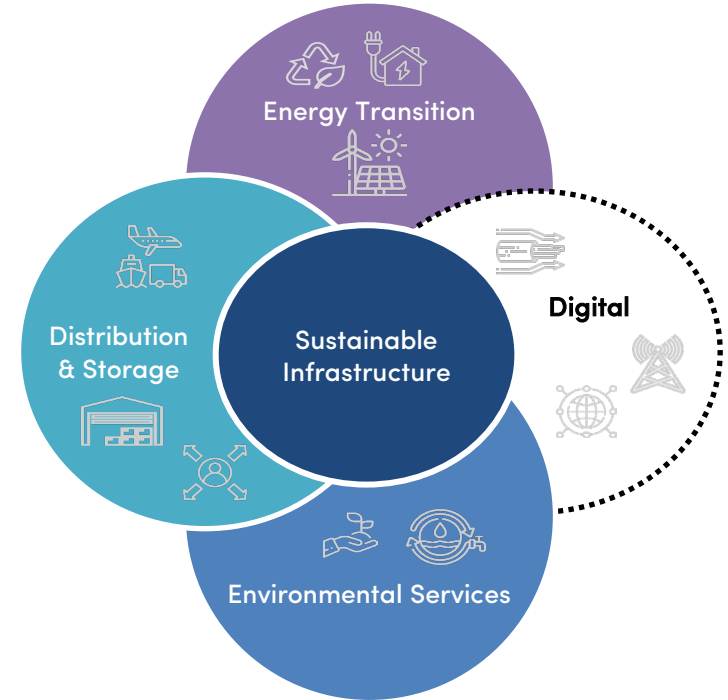 Energy Transition
Digital
Distribution
& Storage
Sustainable
Infrastructure
Environmental Services